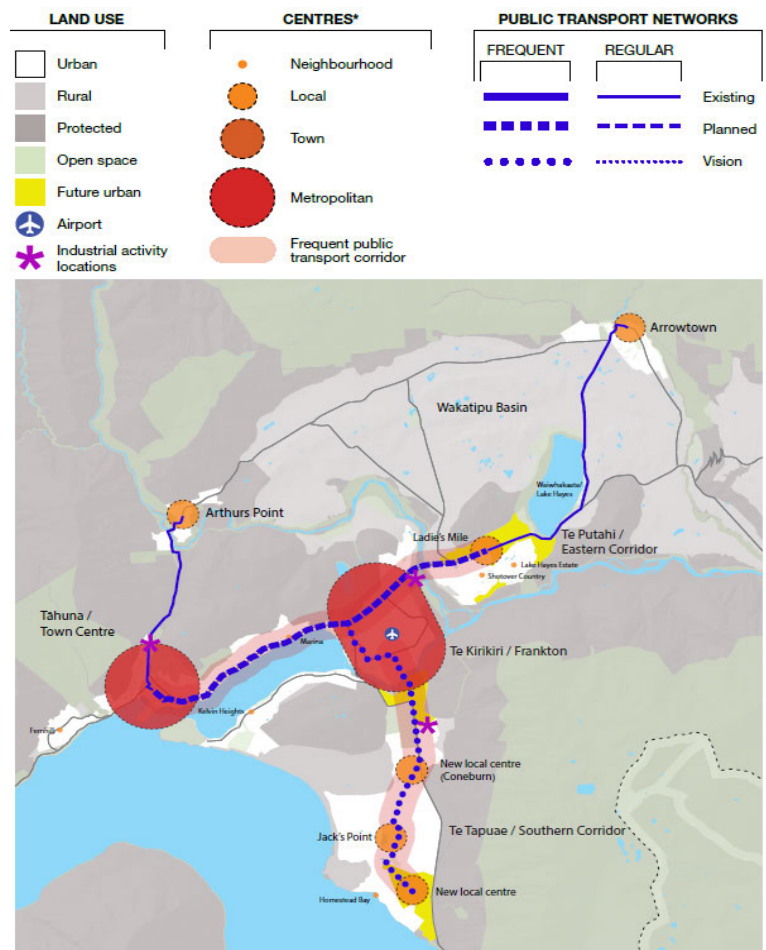 LAND USE
Urban
Rural
Protected
Open space
Future urban
Airport
Industrial activity
locations
CENTRES*
Neighbourhood
Local
Town
Metropolitan
Frequent public
transport corridor
PUBLIC TRANSPORT NETWORKS
FREQUENT
REGULAR
Existing
Planned
Vision
Arrowtown
Wakatipu Basin
Waiwhakaata/
Lake Hayes
Arthurs Point
Ladie's Mile
Te Putahi /
Eastern Corridor
Lake Hayes Estate
Shotover Country
Tāhuna /
Town Centre
Marina
Te Kirikiri / Frankton
Kelvin Heights
Fernhill
New local centre
(Coneburn)
Jack's Point
Te Tapuae / Southern Corridor
New local centre
Homestead Bay